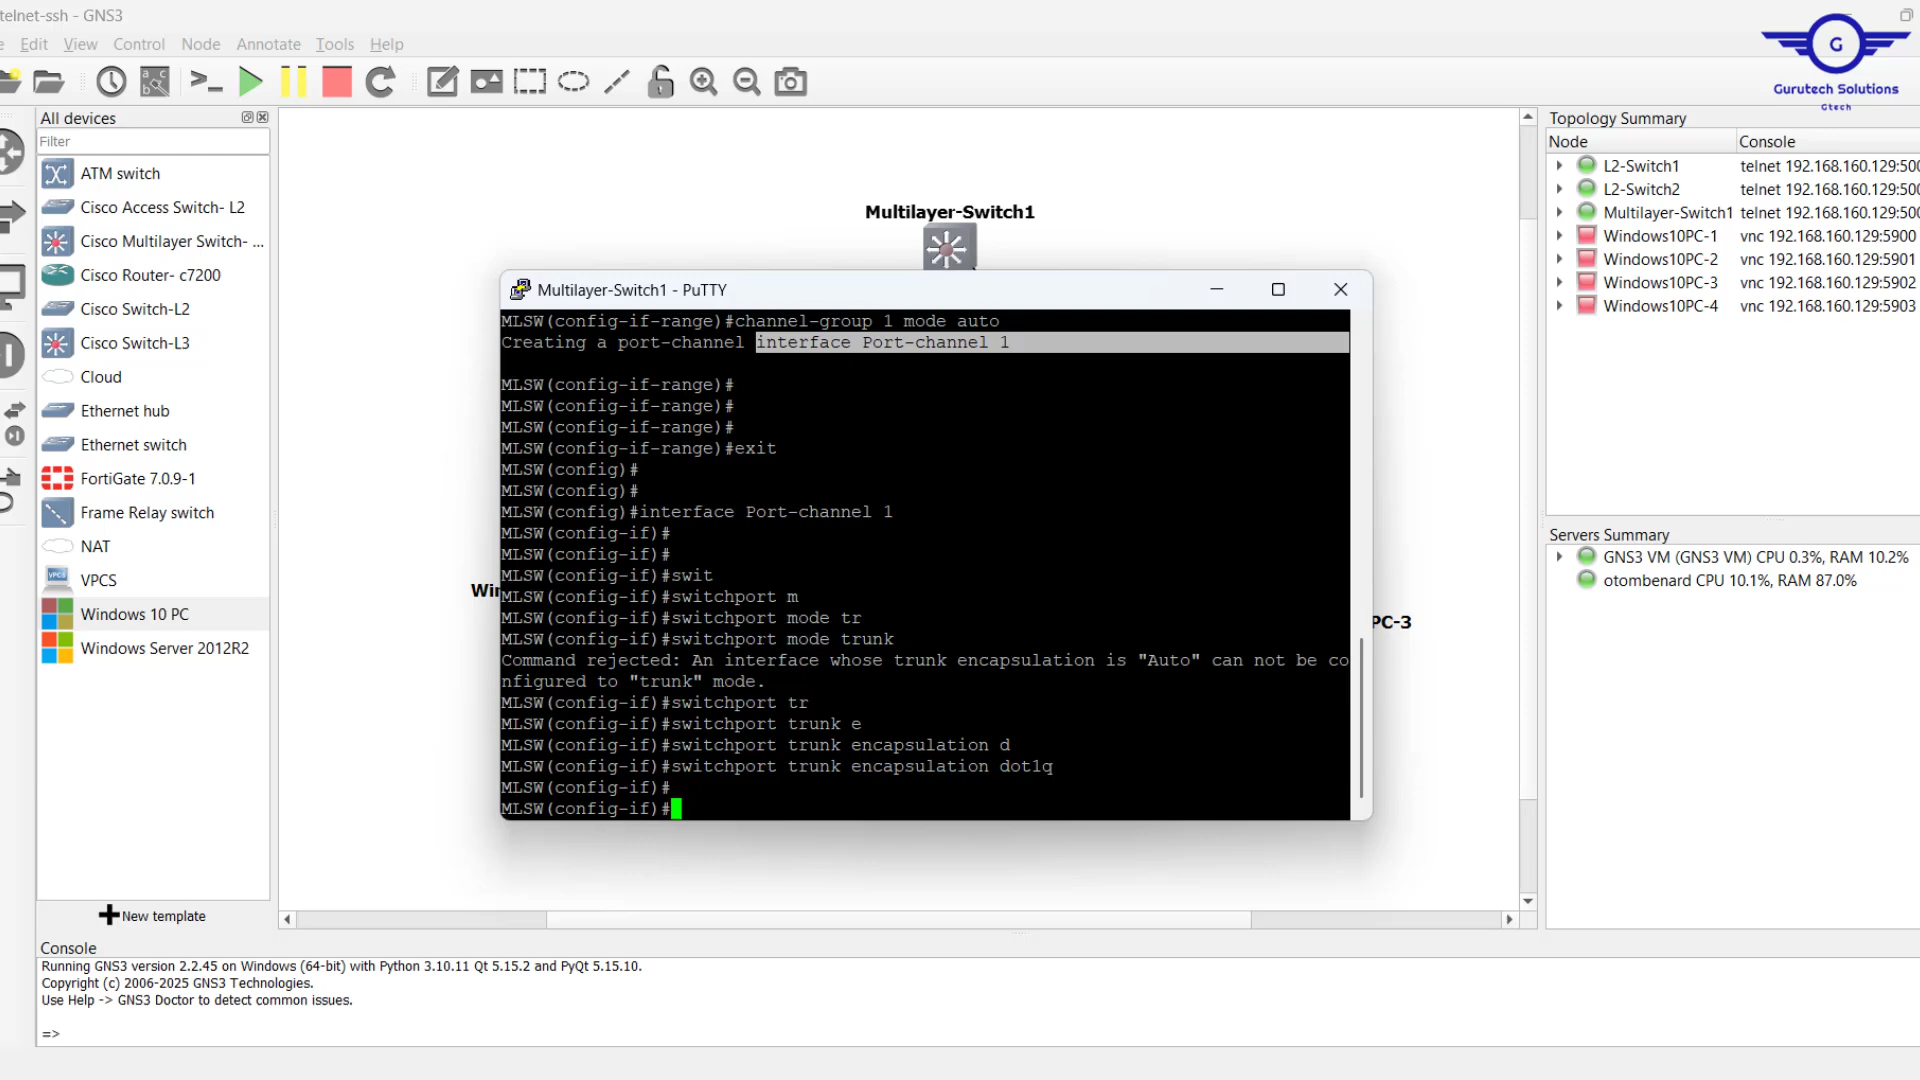 telnet-ssh - GNS3
Edit View Control Node Annotate Tools Help
G
Gurutech Solutions
Gtech
All devices
Filter
ATM switch
Cisco Access Switch- L2
Cisco Multilayer Switch- ...
Cisco Router- c7200
Cisco Switch-L2
Cisco Switch-L3
Cloud
Ethernet hub
Ethernet switch
FortiGate 7.0.9-1
Frame Relay switch
NAT
VPCS
Windows 10 PC
Windows Server 2012R2
New template
Multilayer-Switch1
Multilayer-Switch1 - PuTTY
MLSW(config-if-range)#channel-group 1 mode auto
Creating a port-channel interface Port-channel 1
MLSW(config-if-range)#
MLSW(config-if-range)#
MLSW(config-if-range)#
MLSW(config-if-range)#exit
MLSW(config)#
MLSW(config)#
MLSW(config)#interface Port-channel 1
MLSW(config-if)#
MLSW(config-if)#
MLSW(config-if)#swit
MLSW(config-if)#switchport m
MLSW(config-if)#switchport mode tr
MLSW(config-if)#switchport mode trunk
Command rejected: An interface whose trunk encapsulation is "Auto" can not be co
nfigured to "trunk" mode.
MLSW(config-if)#switchport tr
MLSW(config-if)#switchport trunk e
MLSW(config-if)#switchport trunk encapsulation d
MLSW(config-if)#switchport trunk encapsulation dot1q
MLSW(config-if)#
MLSW(config-if)#
Win
PC-3
Topology Summary
Node Console
L2-Switch1 telnet 192.168.160.129:500
L2-Switch2 telnet 192.168.160.129:500
Multilayer-Switch1 telnet 192.168.160.129:500
Windows10PC-1 vnc 192.168.160.129:5900
Windows10PC-2 vnc 192.168.160.129:5901
Windows10PC-3 vnc 192.168.160.129:5902
Windows10PC-4 vnc 192.168.160.129:5903
Servers Summary
GNS3 VM (GNS3 VM) CPU 0.3%, RAM 10.2%
otombenard CPU 10.1%, RAM 87.0%
Console
Running GNS3 version 2.2.45 on Windows (64-bit) with Python 3.10.11 Qt 5.15.2 and PyQt 5.15.10.
Copyright (c) 2006-2025 GNS3 Technologies.
Use Help -> GNS3 Doctor to detect common issues.
=>